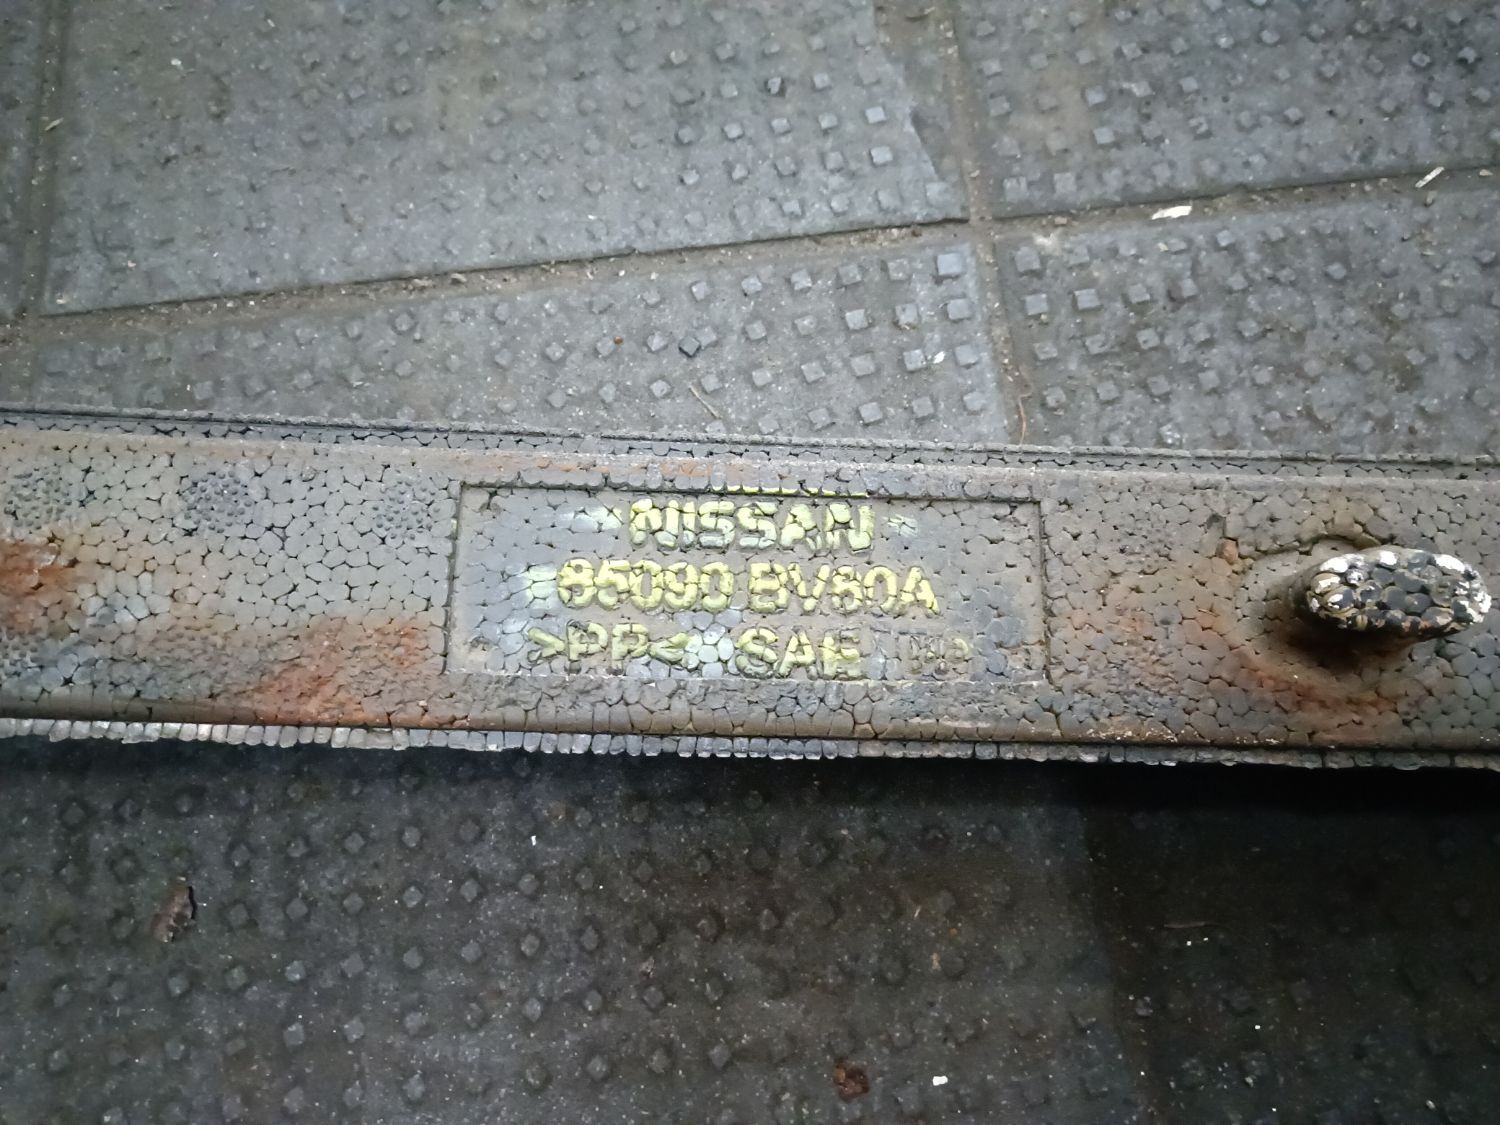 NISSAN
85090 BV80A
>PP< SAE